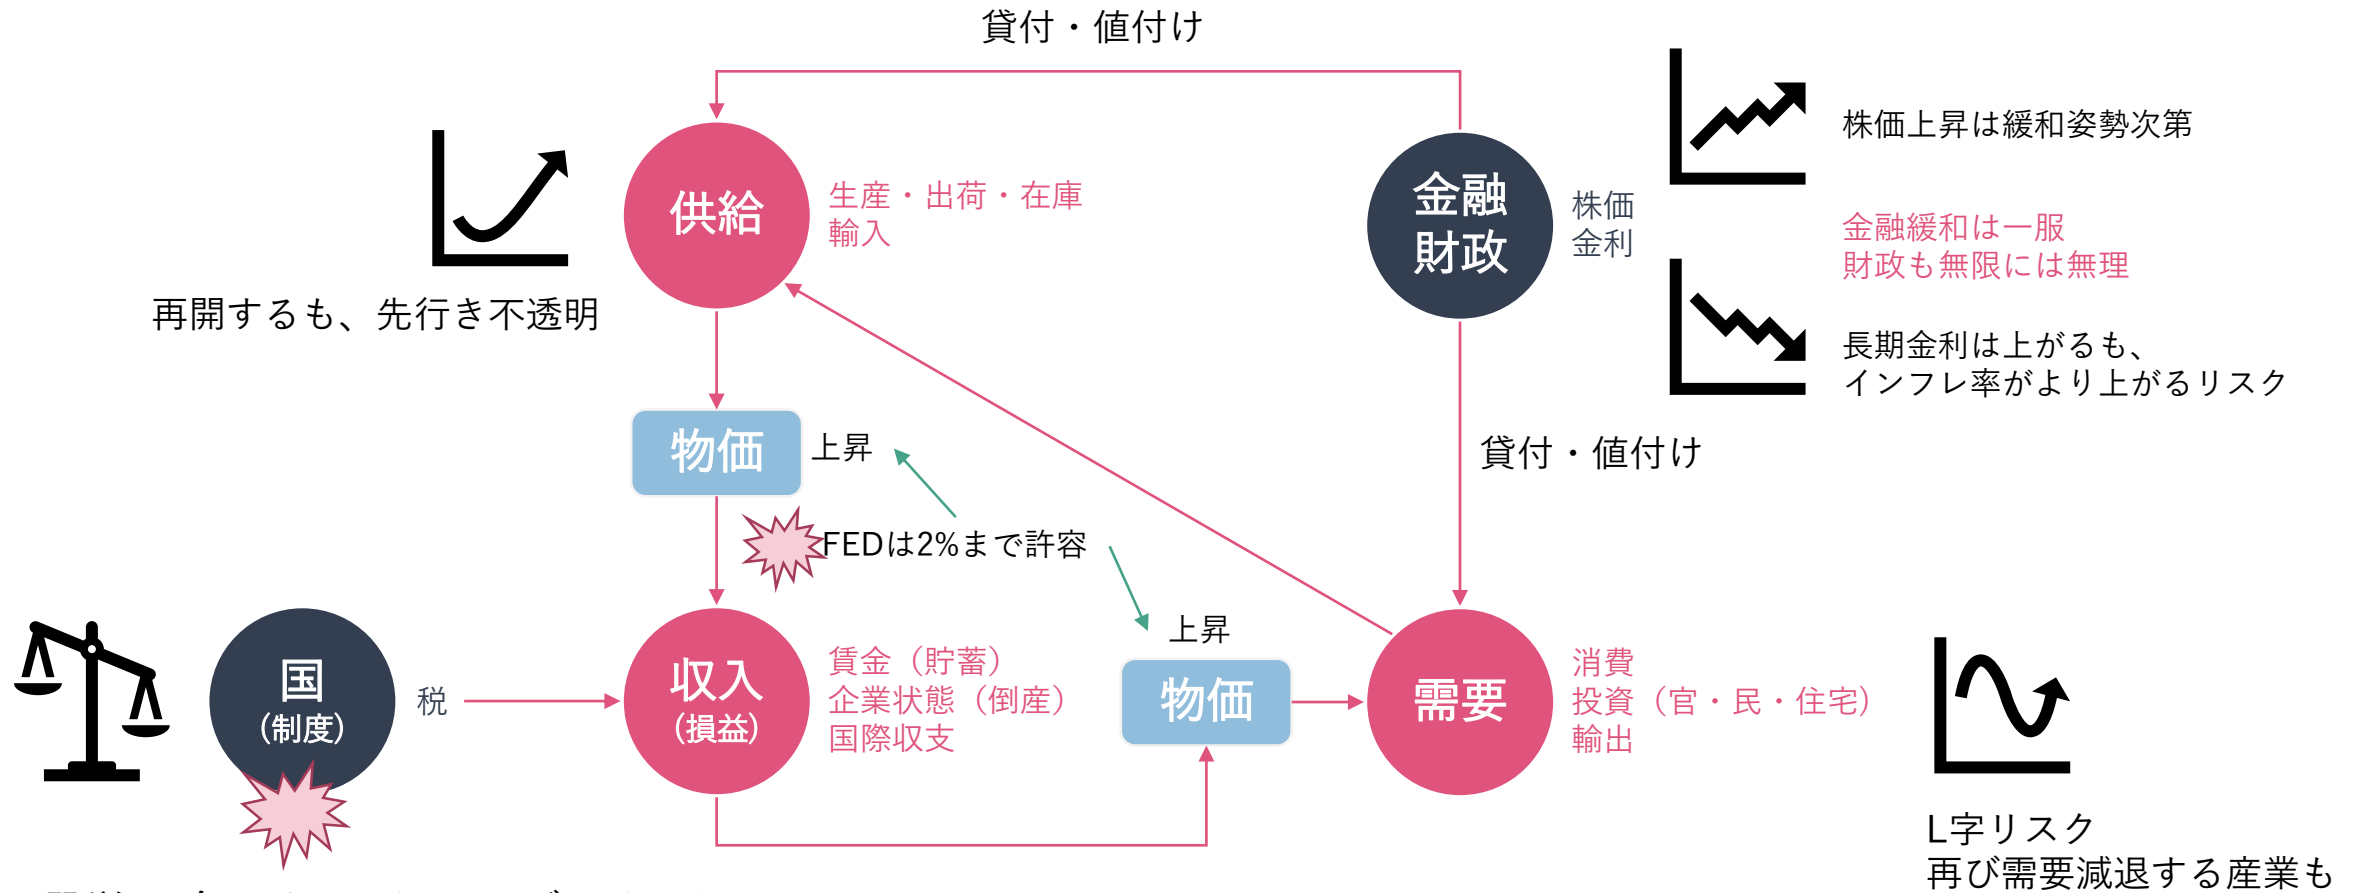 貸付・値付け
株価上昇は緩和姿勢次第
供給
生産・出荷・在庫
輸入
金融
財政
株価
金利
金融緩和は一服
財政も無限には無理
再開するも、先行き不透明
長期金利は上がるも、
インフレ率がより上がるリスク
物価
上昇
貸付・値付け
FEDは2%まで許容
上昇
国
（制度）
税
収入
（損益）
賃金（貯蓄）
企業状態（倒産）
国際収支
物価
需要
消費
投資（官・民・住宅）
輸出
L字リスク
再び需要減退する産業も